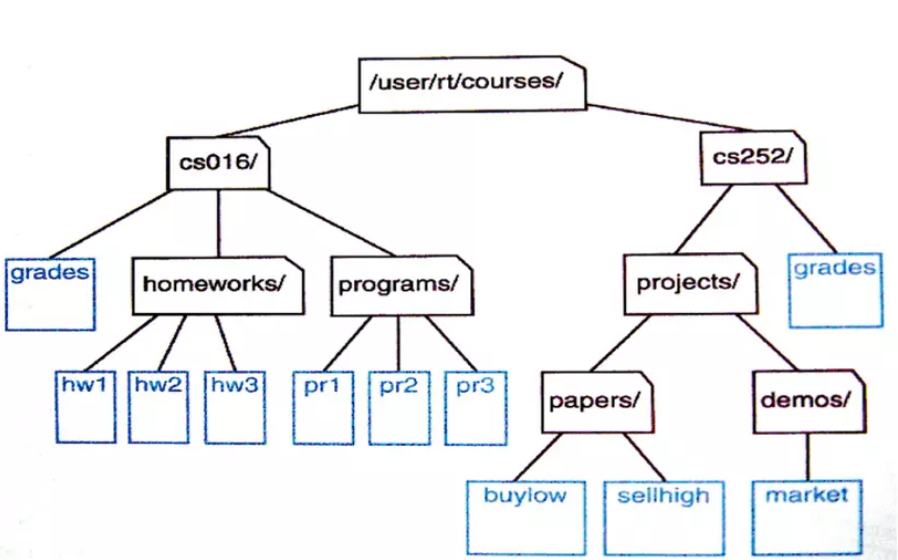 /user/rt/courses/
cs016/
cs252/
grades
homeworks/
programs/
projects/
grades
hw1
hw2
hw3
pr1
pr2
pr3
papers/
demos/
buylow
sellhigh
market